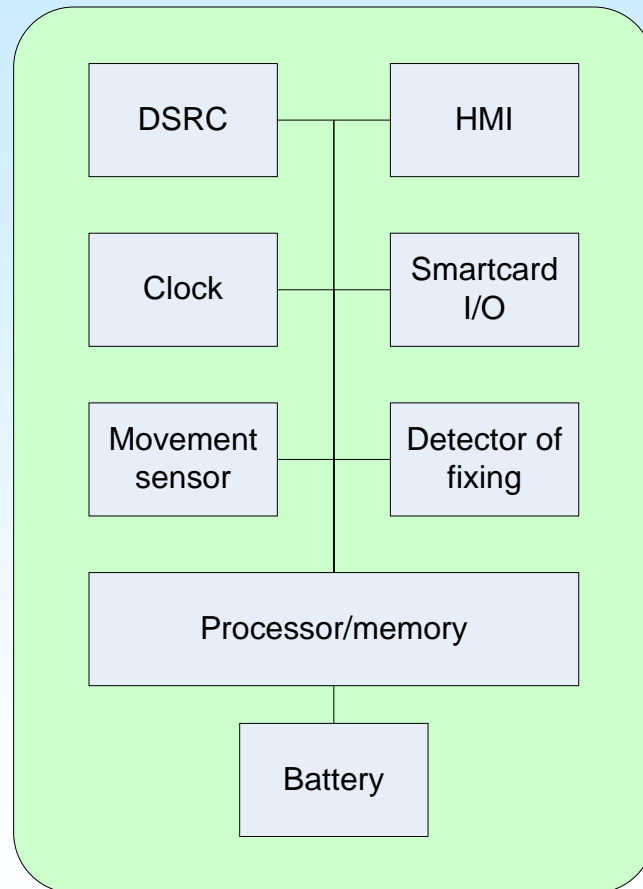 DSRC
HMI
Clock
Smartcard
I/O
Movement
sensor
Detector of
fixing
Processor/memory
Battery